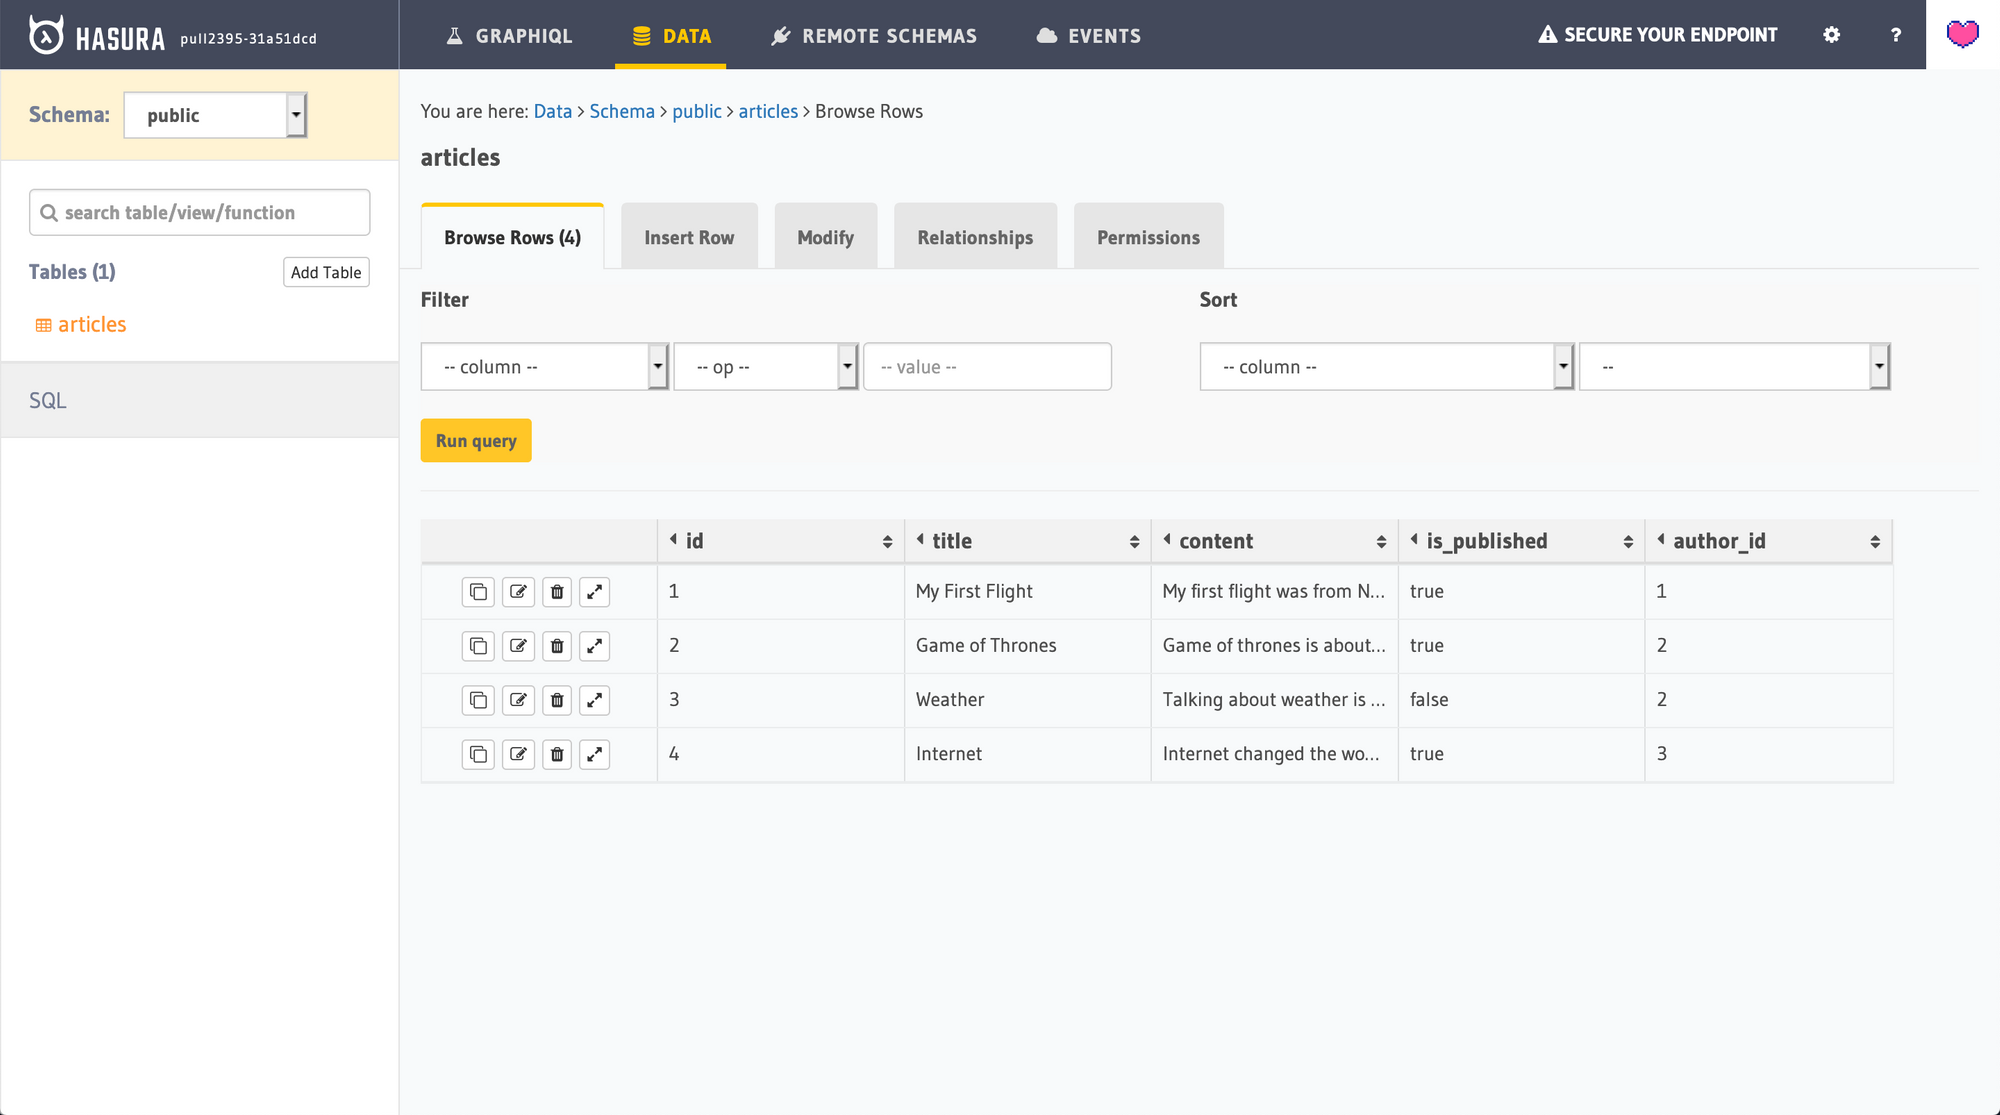 HASURA pull2395-31a51dcd GRAPHIQL DATA REMOTE SCHEMAS EVENTS SECURE YOUR ENDPOINT ?
Schema: public
search table/view/function
Tables (1) Add Table
articles
SQL
You are here: Data > Schema > public > articles > Browse Rows
articles
Browse Rows (4) Insert Row Modify Relationships Permissions
Filter Sort
-- column -- -- op -- -- value -- -- column -- --
Run query
id title content is_published author_id
1 My First Flight My first flight was from N... true 1
2 Game of Thrones Game of thrones is about... true 2
3 Weather Talking about weather is ... false 2
4 Internet Internet changed the wo... true 3